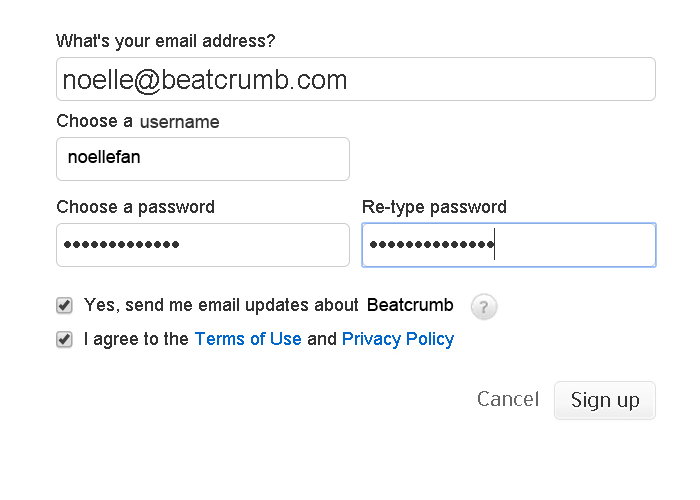 What's your email address?
noelle@beatcrumb.com
Choose a username
noellefan
Choose a password Re-type password
••••••••••••• ••••••••••••••
Yes, send me email updates about Beatcrumb ?
I agree to the Terms of Use and Privacy Policy
Cancel Sign up